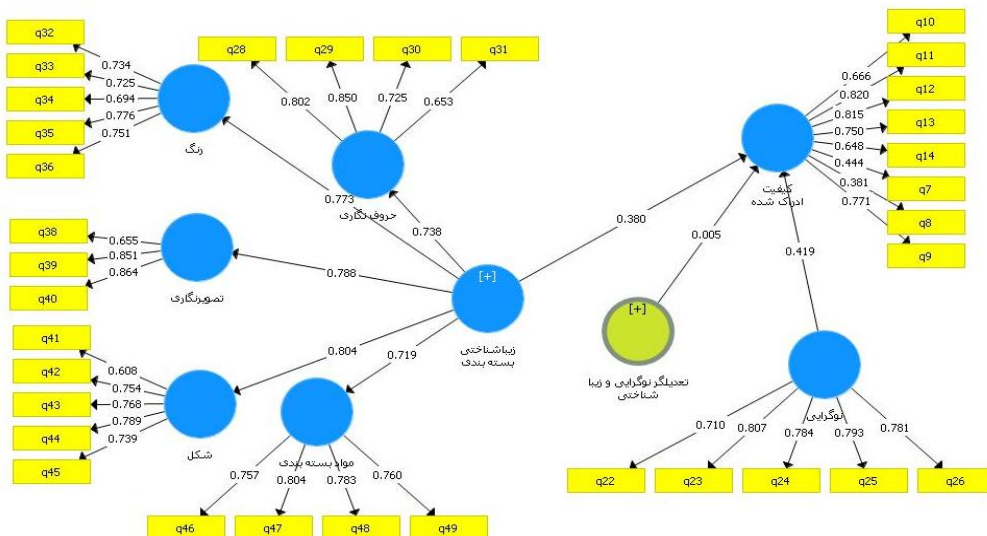 q32
q33
q34
q35
q36
0.734
0.725
0.694
0.776
0.751
رنگ
q28
q29
q30
q31
0.802
0.850
0.725
0.653
حروف نگاری
0.773
0.738
q38
q39
q40
0.655
0.851
0.864
تصویرنگاری
0.788
[+]
زیباشناختی
بسته بندی
0.804
0.719
q41
q42
q43
q44
q45
0.608
0.754
0.768
0.789
0.739
شکل
مواد بسته بندی
0.757
0.804
0.783
0.760
q46
q47
q48
q49
0.380
0.005
0.419
[+]
تعدیلگر نوگرایی و زیبا
شناختی
کیفیت
ادراک شده
0.666
0.820
0.815
0.750
0.648
0.444
0.381
0.771
q10
q11
q12
q13
q14
q7
q8
q9
نوگرایی
0.710
0.807
0.784
0.793
0.781
q22
q23
q24
q25
q26